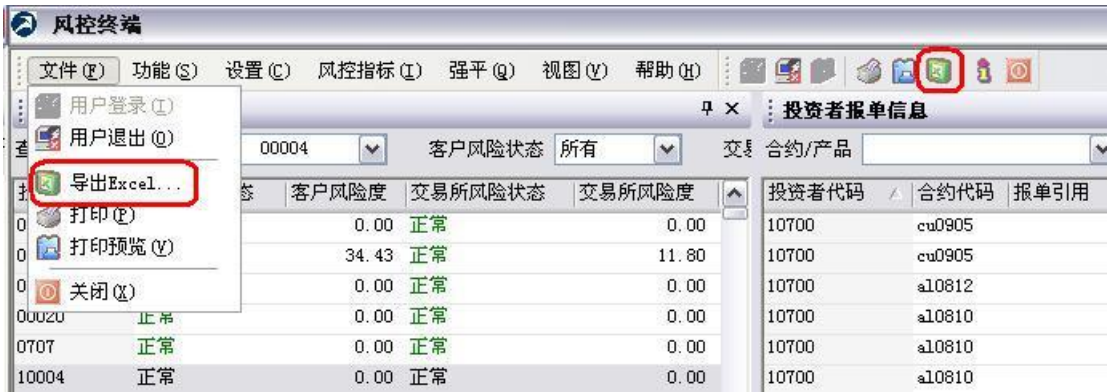 风控终端
文件(F) 功能(S) 设置(C) 风控指标(I) 强平(Q) 视图(V) 帮助(H)
用户登录(I)
用户退出(O)
导出Excel...
打印(P)
打印预览(V)
关闭(X)
00004 客户风险状态 所有
客户风险度 交易所风险状态 交易所风险度
0.00 正常 0.00
34.43 正常 11.80
0.00 正常 0.00
00020 正常 0.00 正常 0.00
0707 正常 0.00 正常 0.00
10004 正常 0.00 正常 0.00
投资者报单信息
合约/产品
投资者代码 合约代码 报单引用
10700 cu0905
10700 cu0905
10700 al0812
10700 al0810
10700 al0810
10700 al0810